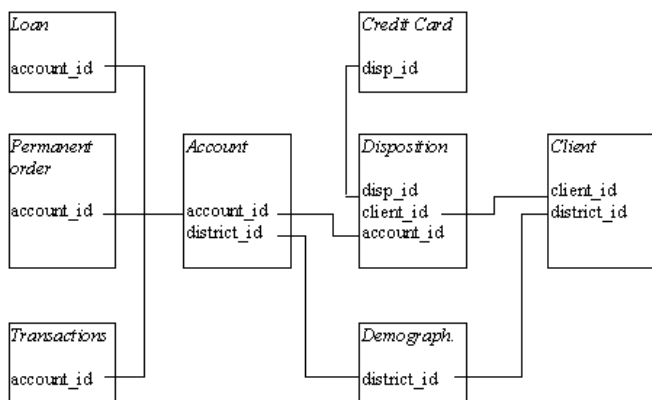 Loan
account_id
Credit Card
disp_id
Permanent
order
account_id
Account
account_id
district_id
Disposition
disp_id
client_id
account_id
Client
client_id
district_id
Transactions
account_id
Demograph.
district_id